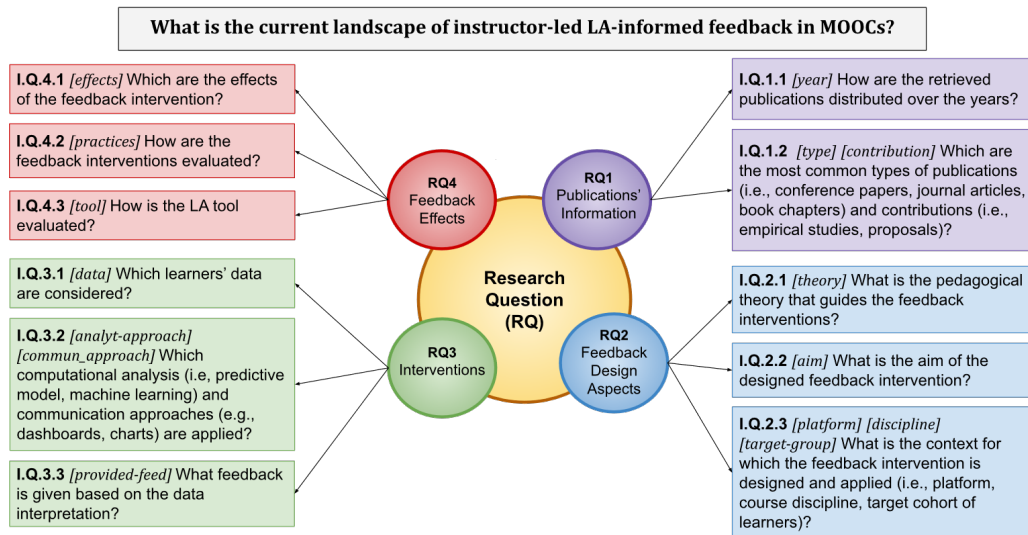 What is the current landscape of instructor-led LA-informed feedback in MOOCs?
I.Q.4.1 [effects] Which are the effects
of the feedback intervention?
I.Q.4.2 [practices] How are the
feedback interventions evaluated?
I.Q.4.3 [tool] How is the LA tool
evaluated?
I.Q.3.1 [data] Which learners' data
are considered?
I.Q.3.2 [analyt-approach]
[commun_approach] Which
computational analysis (i.e, predictive
model, machine learning) and
communication approaches (e.g.,
dashboards, charts) are applied?
I.Q.3.3 [provided-feed] What feedback
is given based on the data
interpretation?
RQ4
Feedback
Effects
RQ1
Publications'
Information
Research
Question
(RQ)
RQ3
Interventions
RQ2
Feedback
Design
Aspects
I.Q.1.1 [year] How are the retrieved
publications distributed over the years?
I.Q.1.2 [type] [contribution] Which are
the most common types of publications
(i.e., conference papers, journal articles,
book chapters) and contributions (i.e.,
empirical studies, proposals)?
I.Q.2.1 [theory] What is the pedagogical
theory that guides the feedback
interventions?
I.Q.2.2 [aim] What is the aim of the
designed feedback intervention?
I.Q.2.3 [platform] [discipline]
[target-group] What is the context for
which the feedback intervention is
designed and applied (i.e., platform,
course discipline, target cohort of
learners)?